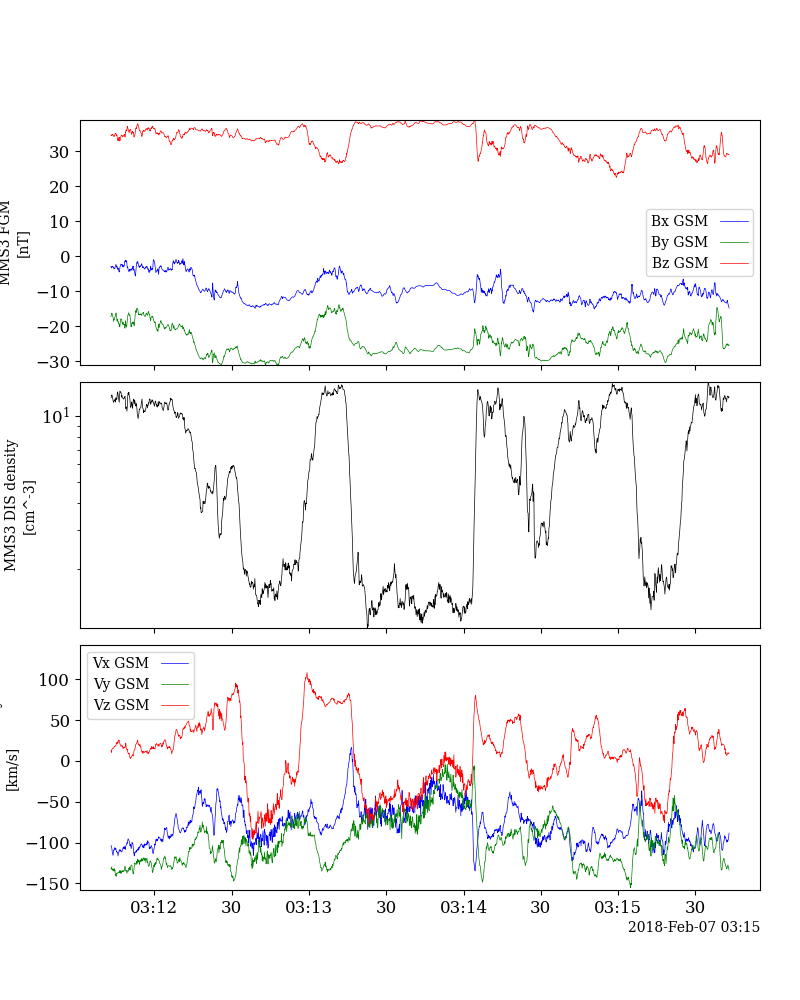 MMS3 FGM
[nT]
30
20
10
0
−10
−20
−30
Bx GSM
By GSM
Bz GSM
MMS3 DIS density
[cm^-3]
10^1
[km/s]
100
50
0
−50
−100
−150
Vx GSM
Vy GSM
Vz GSM
03:12 30 03:13 30 03:14 30 03:15 30
2018-Feb-07 03:15